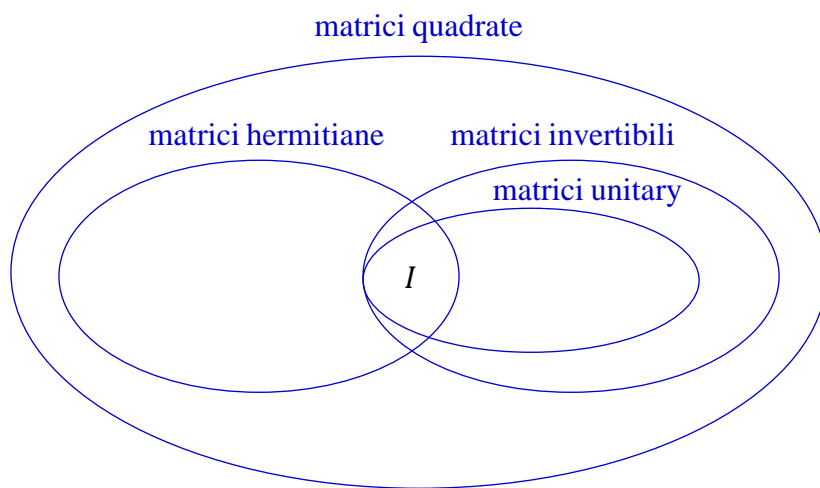 matrici quadrate
matrici hermitiane
matrici invertibili
matrici unitary
I